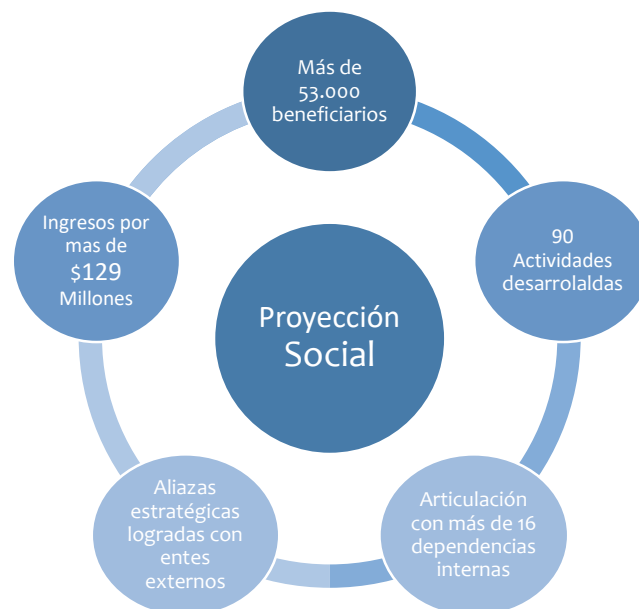 Más de
53.000
beneficiarios
90
Actividades
desarrolaldas
Articulación
con más de 16
dependencias
internas
Aliazas
estratégicas
logradas con
entes
externos
Ingresos por
mas de
$129
Millones
Proyección
Social